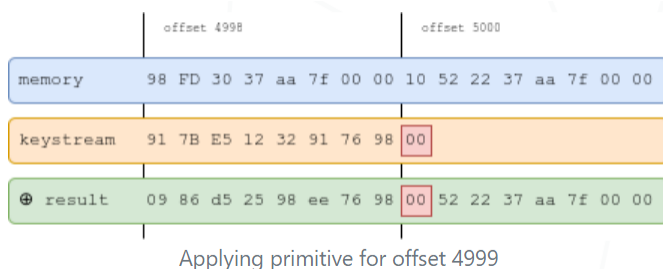 offset 4998 offset 5000
memory 98 FD 30 37 aa 7f 00 00 10 52 22 37 aa 7f 00 00
keystream 91 7B E5 12 32 91 76 98 00
⊕ result 09 86 d5 25 98 ee 76 98 00 52 22 37 aa 7f 00 00
Applying primitive for offset 4999